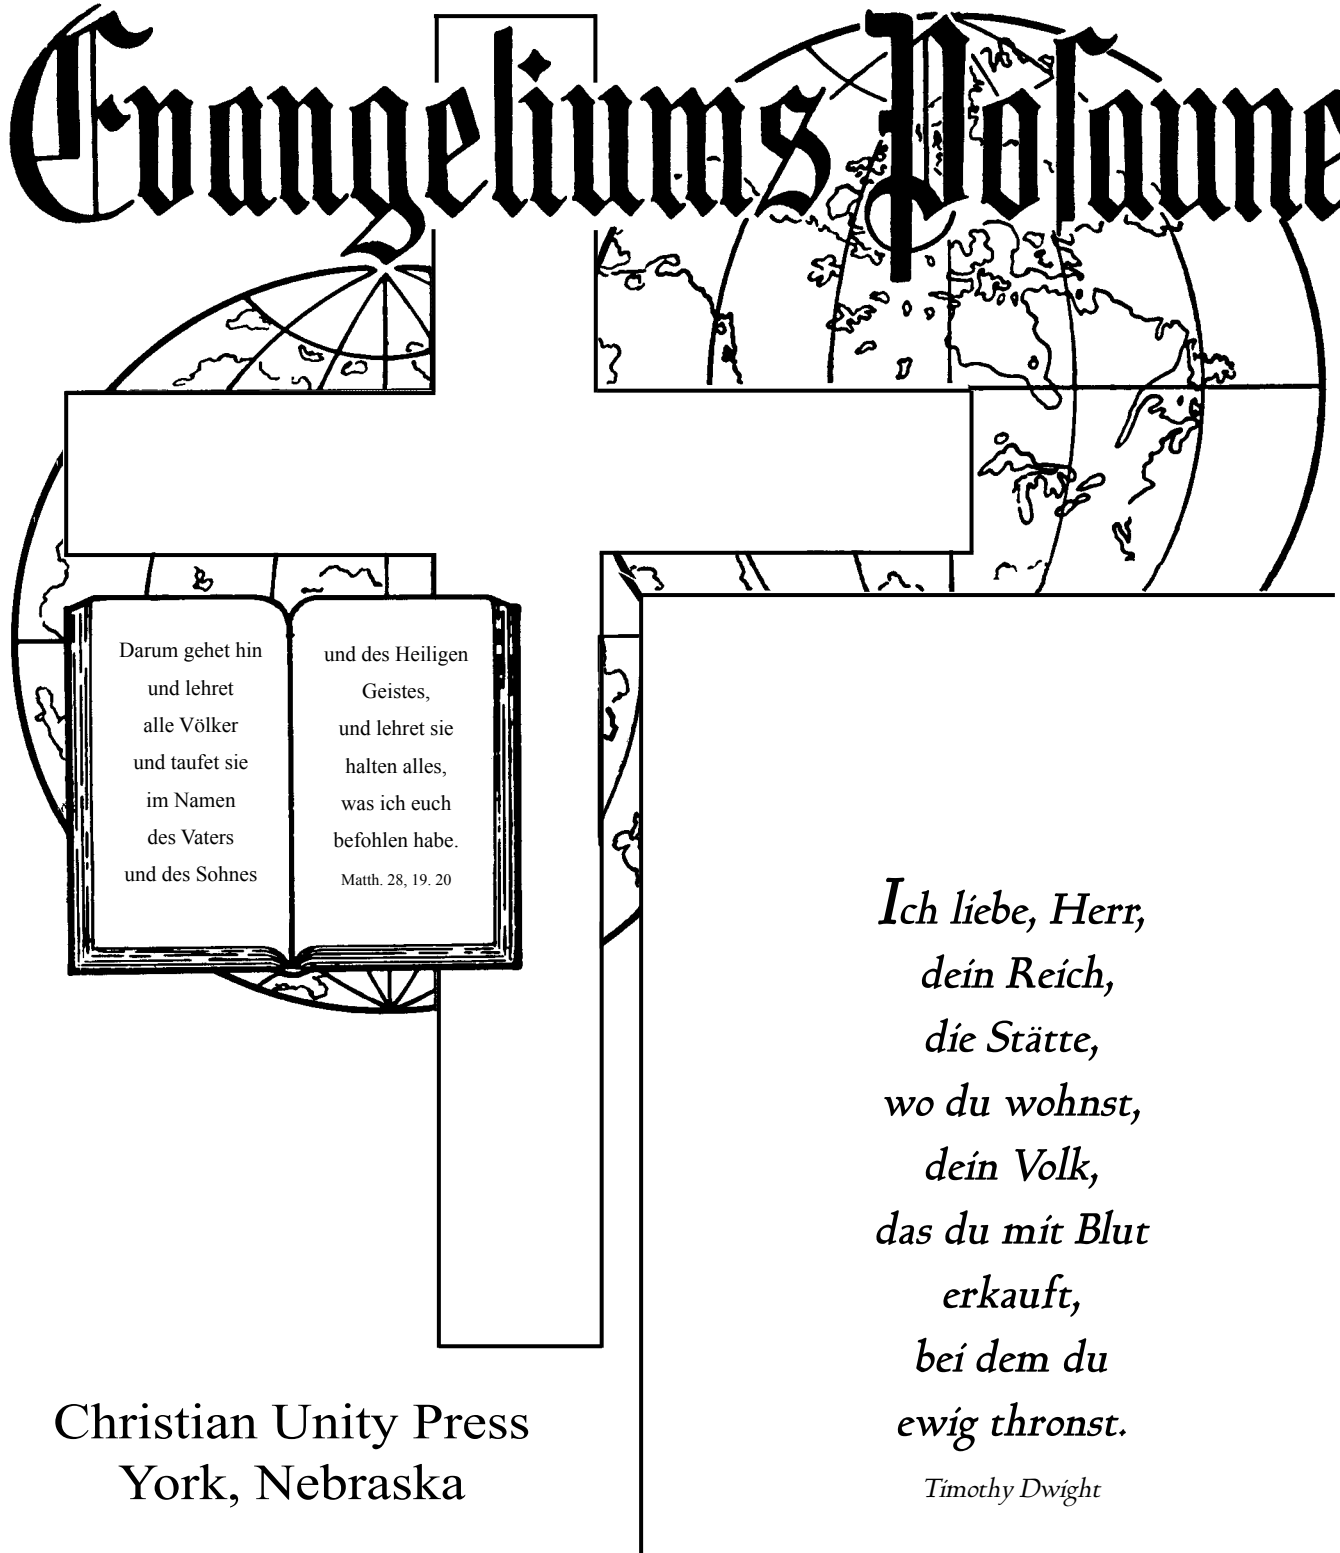 Evangeliums Poſaune
Darum gehet hin
und lehret
alle Völker
und taufet sie
im Namen
des Vaters
und des Sohnes
und des Heiligen
Geistes,
und lehret sie
halten alles,
was ich euch
befohlen habe.
Matth. 28, 19. 20
Ich liebe, Herr,
dein Reich,
die Stätte,
wo du wohnst,
dein Volk,
das du mit Blut
erkauft,
bei dem du
ewig thronst.
Timothy Dwight
Christian Unity Press
York, Nebraska